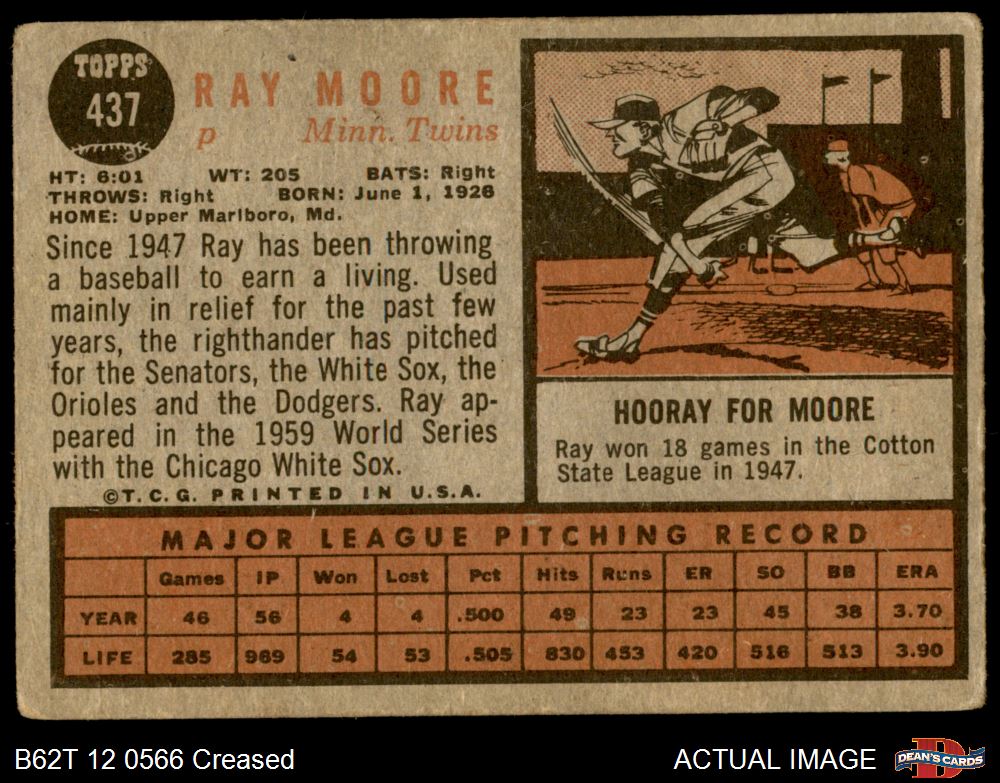 TOPPS
437
RAY MOORE
p Minn. Twins
HT: 6:01 WT: 205 BATS: Right
THROWS: Right BORN: June 1, 1926
HOME: Upper Marlboro, Md.
Since 1947 Ray has been throwing
a baseball to earn a living. Used
mainly in relief for the past few
years, the righthander has pitched
for the Senators, the White Sox, the
Orioles and the Dodgers. Ray ap-
peared in the 1959 World Series
with the Chicago White Sox.
©T.C.G. PRINTED IN U.S.A.
HOORAY FOR MOORE
Ray won 18 games in the Cotton
State League in 1947.
MAJOR LEAGUE PITCHING RECORD
Games IP Won Lost Pct Hits Runs ER SO BB ERA
YEAR 46 56 4 4 .500 49 23 23 45 38 3.70
LIFE 285 969 54 53 .505 830 453 420 516 513 3.90
B62T 12 0566 Creased
ACTUAL IMAGE
D
DEAN'S CARDS